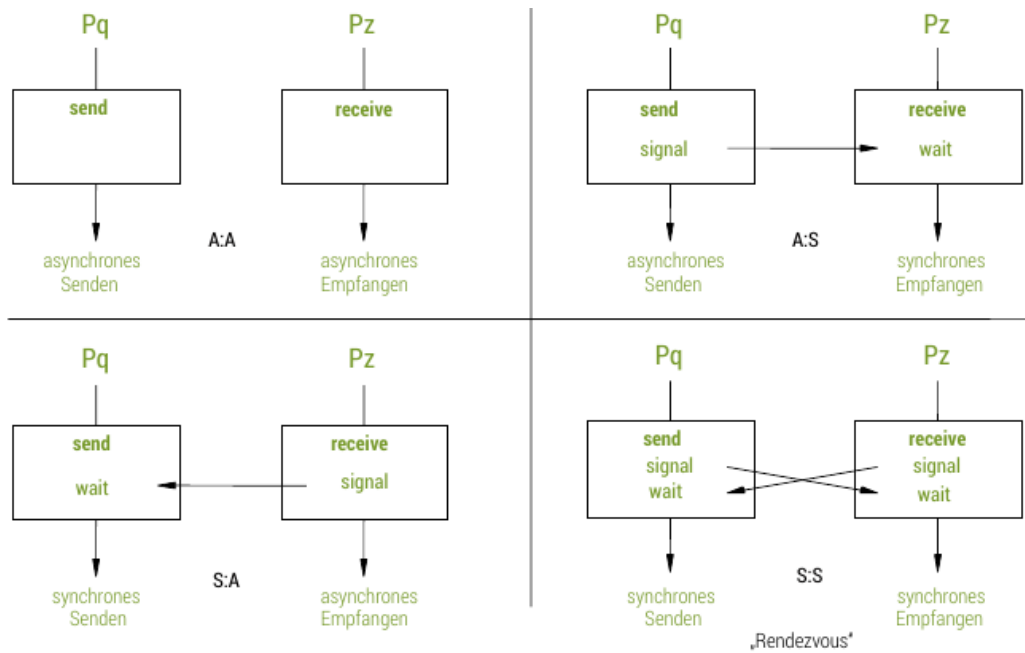 Pq
Pz
send
receive
A:A
asynchrones
Senden
asynchrones
Empfangen
Pq
Pz
send
receive
signal
wait
A:S
asynchrones
Senden
synchrones
Empfangen
Pq
Pz
send
receive
wait
signal
S:A
synchrones
Senden
asynchrones
Empfangen
Pq
Pz
send
receive
signal
signal
wait
wait
S:S
synchrones
Senden
synchrones
Empfangen
„Rendezvous“